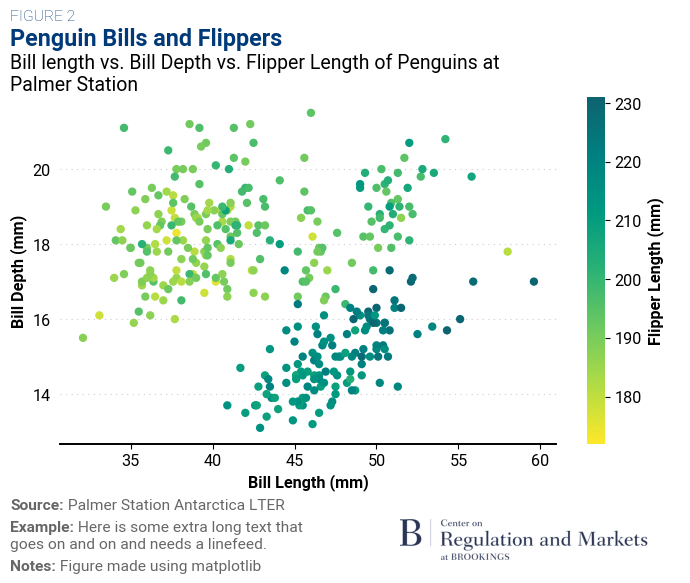 FIGURE 2
Penguin Bills and Flippers
Bill length vs. Bill Depth vs. Flipper Length of Penguins at
Palmer Station
20
18
16
14
Bill Depth (mm)
35 40 45 50 55 60
Bill Length (mm)
230
220
210
200
190
180
Flipper Length (mm)
Source: Palmer Station Antarctica LTER
Example: Here is some extra long text that
goes on and on and needs a linefeed.
Notes: Figure made using matplotlib
B
Center on
Regulation and Markets
at BROOKINGS